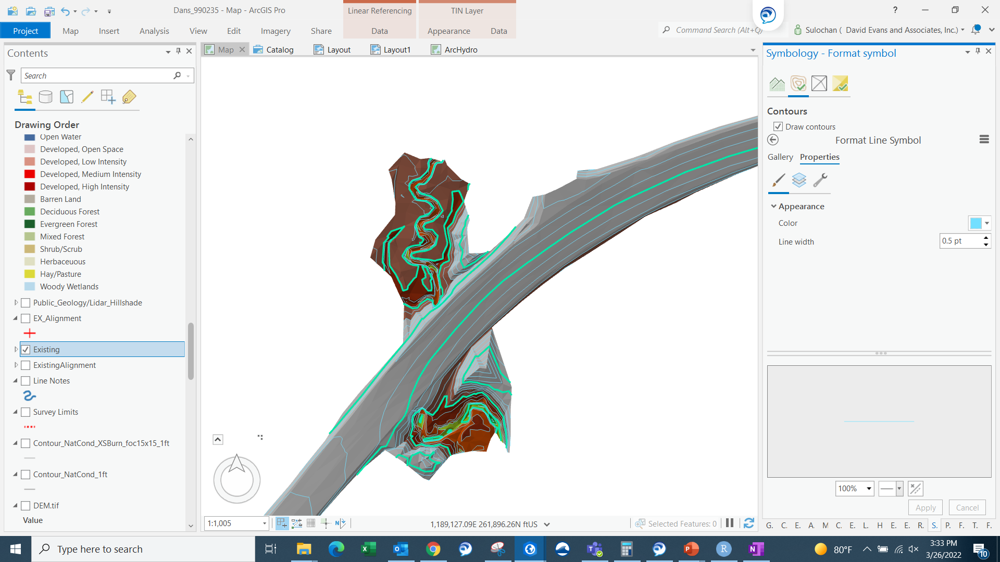 Dans_990235 - Map - ArcGIS Pro
Linear Referencing
TIN Layer
?
Project
Map
Insert
Analysis
View
Edit
Imagery
Share
Data
Appearance
Data
Command Search (Alt+Q)
Sulochan ( David Evans and Associates, Inc.)
Contents
Search
Drawing Order
Open Water
Developed, Open Space
Developed, Low Intensity
Developed, Medium Intensity
Developed, High Intensity
Barren Land
Deciduous Forest
Evergreen Forest
Mixed Forest
Shrub/Scrub
Herbaceuous
Hay/Pasture
Woody Wetlands
Public_Geology/Lidar_Hillshade
EX_Alignment
Existing
ExistingAlignment
Line Notes
Survey Limits
Contour_NatCond_XSBurn_foc15x15_1ft
Contour_NatCond_1ft
DEM.tif
Value
Map
Catalog
Layout
Layout1
ArcHydro
1:1,005
1,189,127.09E 261,896.26N ftUS
Selected Features: 0
Symbology - Format symbol
Contours
Draw contours
Format Line Symbol
Gallery
Properties
Appearance
Color
Line width
0.5 pt
100%
Apply
Cancel
G. C. E. A. M C. E. L. H E. E. R. S. P. F. T. F.
Type here to search
80°F
3:33 PM
3/26/2022
10